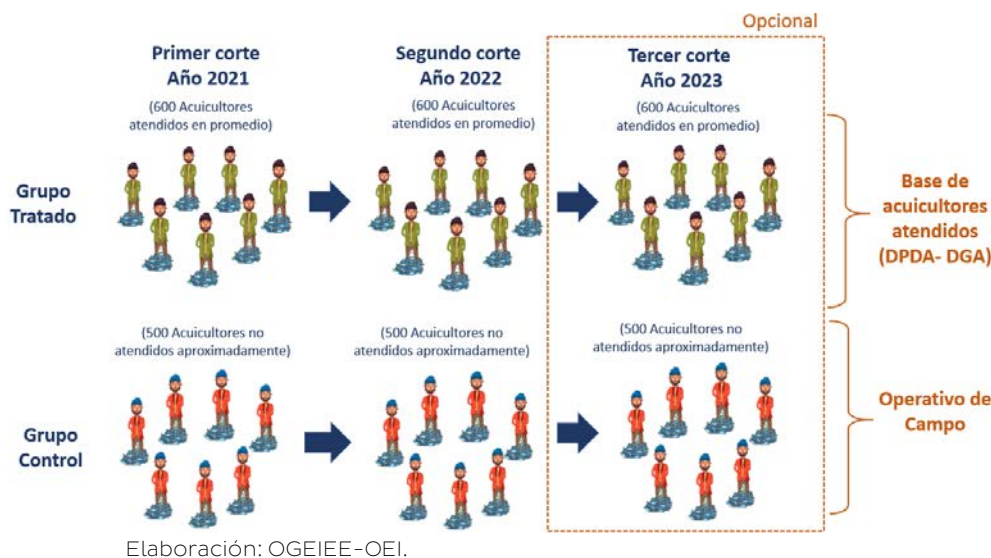 Opcional
Primer corte
Año 2021
Segundo corte
Año 2022
Tercer corte
Año 2023
(600 Acuicultores
atendidos en promedio)
(600 Acuicultores
atendidos en promedio)
(600 Acuicultores
atendidos en promedio)
Grupo
Tratado
Base de
acuicultores
atendidos
(DPDA- DGA)
(500 Acuicultores no
atendidos aproximadamente)
(500 Acuicultores no
atendidos aproximadamente)
(500 Acuicultores no
atendidos aproximadamente)
Grupo
Control
Operativo de
Campo
Elaboración: OGEIEE-OEI.